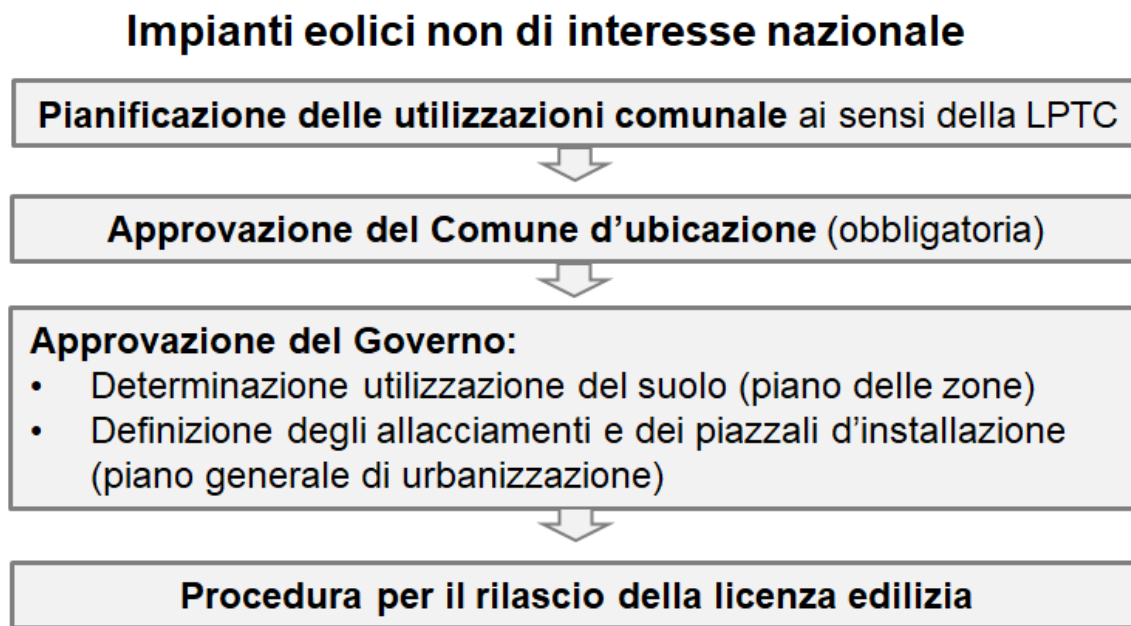 Impianti eolici non di interesse nazionale
Pianificazione delle utilizzazioni comunale ai sensi della LPTC
Approvazione del Comune d’ubicazione (obbligatoria)
Approvazione del Governo:
• Determinazione utilizzazione del suolo (piano delle zone)
• Definizione degli allacciamenti e dei piazzali d’installazione
(piano generale di urbanizzazione)
Procedura per il rilascio della licenza edilizia